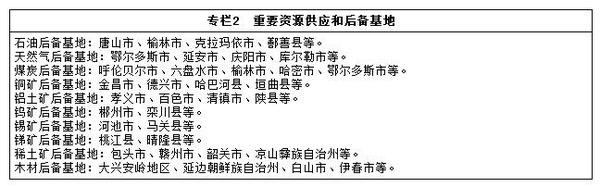 专栏2 重要资源供应和后备基地
石油后备基地：唐山市、榆林市、克拉玛依市、鄯善县等。
天然气后备基地：鄂尔多斯市、延安市、庆阳市、库尔勒市等。
煤炭后备基地：呼伦贝尔市、六盘水市、榆林市、哈密市、鄂尔多斯市等。
铜矿后备基地：金昌市、德兴市、哈巴河县、垣曲县等。
铝土矿后备基地：孝义市、百色市、清镇市、陕县等。
钨矿后备基地：郴州市、栾川县等。
锡矿后备基地：河池市、马关县等。
锑矿后备基地：桃江县、晴隆县等。
稀土矿后备基地：包头市、赣州市、韶关市、凉山彝族自治州等。
木材后备基地：大兴安岭地区、延边朝鲜族自治州、白山市、伊春市等。